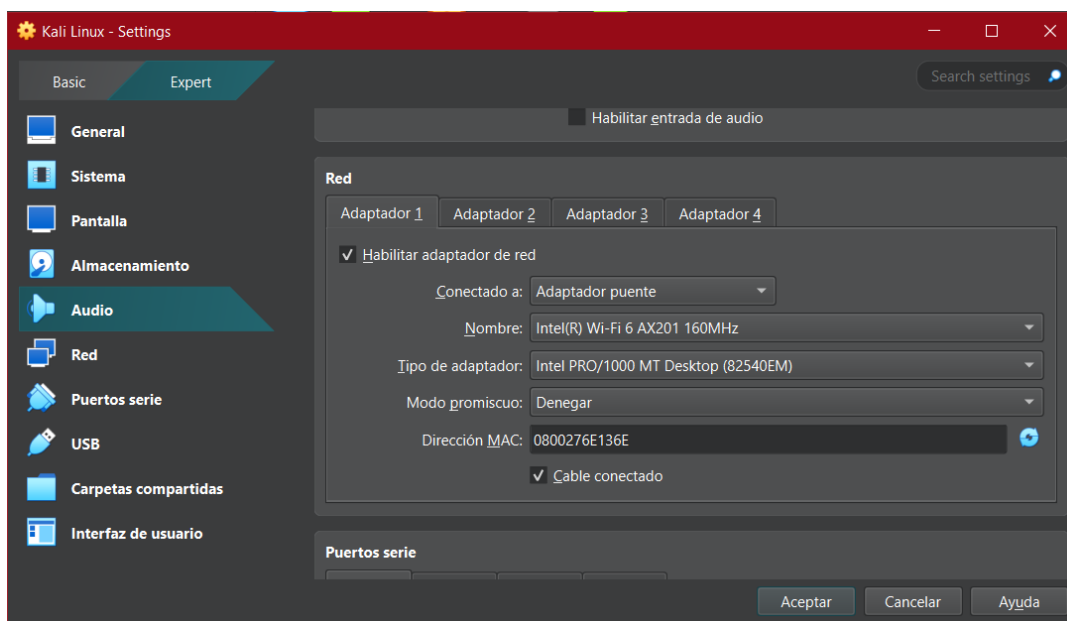 Kali Linux - Settings
Basic Expert Search settings
General
Sistema
Pantalla
Almacenamiento
Audio
Red
Puertos serie
USB
Carpetas compartidas
Interfaz de usuario
Habilitar entrada de audio
Red
Adaptador 1 Adaptador 2 Adaptador 3 Adaptador 4
Habilitar adaptador de red
Conectado a: Adaptador puente
Nombre: Intel(R) Wi-Fi 6 AX201 160MHz
Tipo de adaptador: Intel PRO/1000 MT Desktop (82540EM)
Modo promiscuo: Denegar
Dirección MAC: 0800276E136E
Cable conectado
Puertos serie
Aceptar Cancelar Ayuda